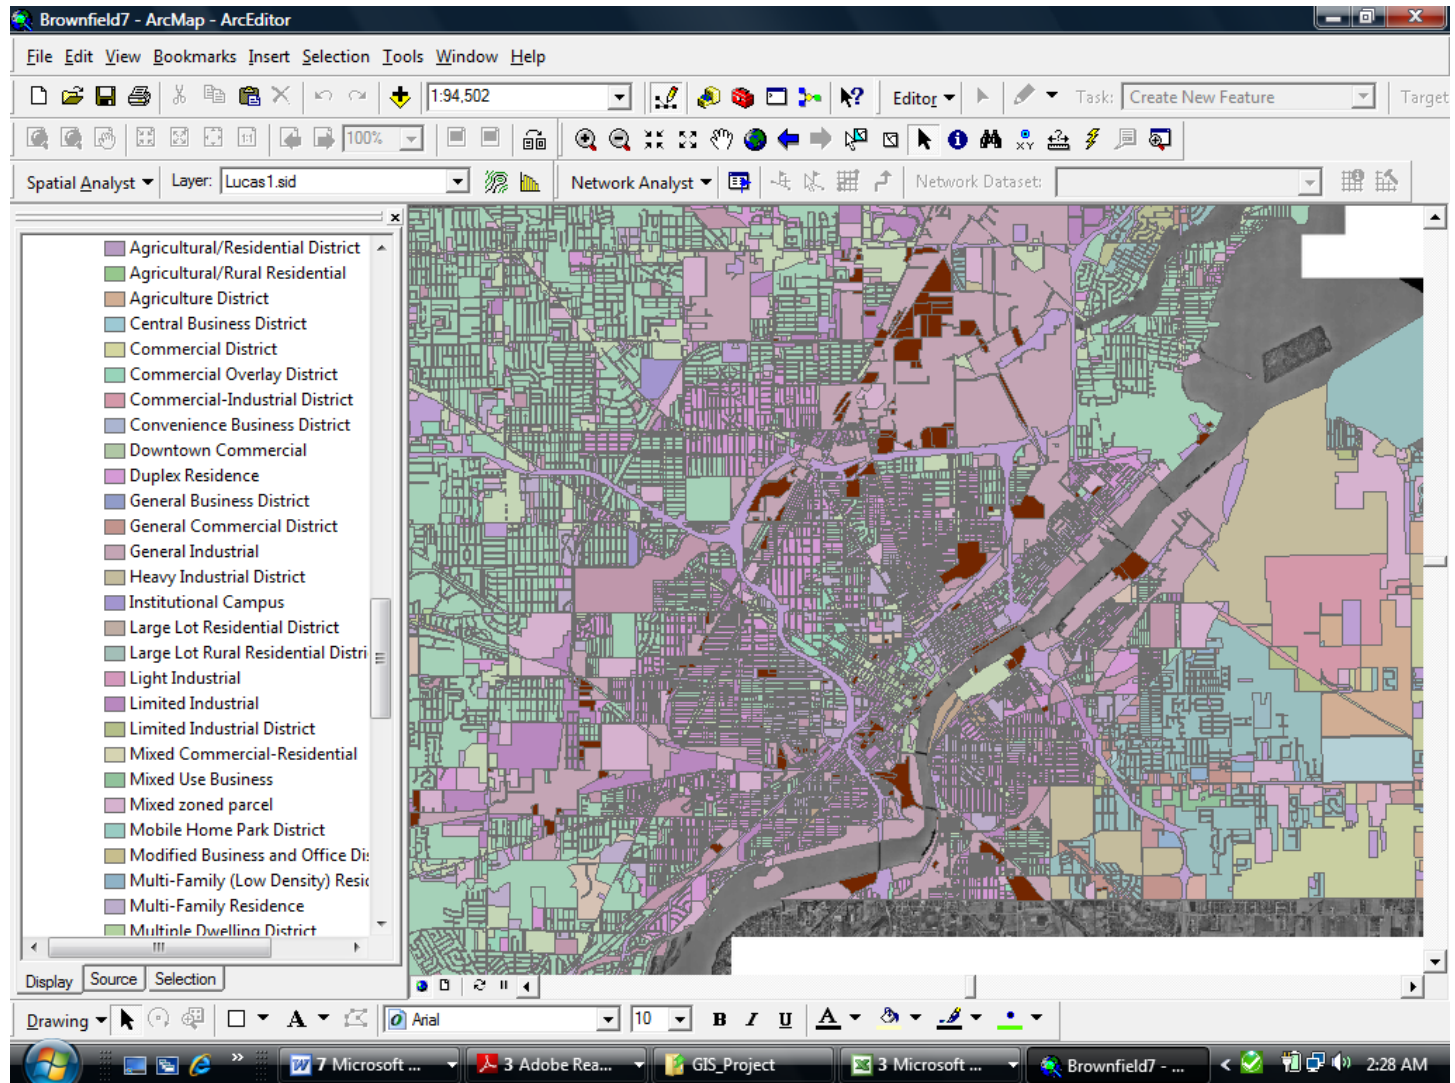 Brownfield7 - ArcMap - ArcEditor
File Edit View Bookmarks Insert Selection Tools Window Help
1:94,502 Editor Task: Create New Feature Target
100%
Spatial Analyst Layer: Lucas1.sid Network Analyst Network Dataset:
Agricultural/Residential District
Agricultural/Rural Residential
Agriculture District
Central Business District
Commercial District
Commercial Overlay District
Commercial-Industrial District
Convenience Business District
Downtown Commercial
Duplex Residence
General Business District
General Commercial District
General Industrial
Heavy Industrial District
Institutional Campus
Large Lot Residential District
Large Lot Rural Residential Distri
Light Industrial
Limited Industrial
Limited Industrial District
Mixed Commercial-Residential
Mixed Use Business
Mixed zoned parcel
Mobile Home Park District
Modified Business and Office Di
Multi-Family (Low Density) Resid
Multi-Family Residence
Multiple Dwelling District
Display Source Selection
Drawing A Arial 10 B I U A
7 Microsoft ... 3 Adobe Rea... GIS_Project 3 Microsoft ... Brownfield7 - ... 2:28 AM